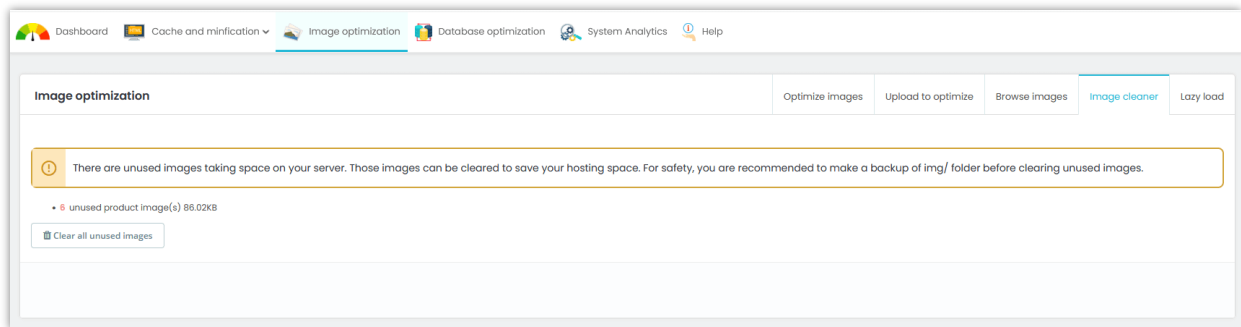 Dashboard Cache and minfication Image optimization Database optimization System Analytics Help
Image optimization Optimize images Upload to optimize Browse images Image cleaner Lazy load
There are unused images taking space on your server. Those images can be cleared to save your hosting space. For safety, you are recommended to make a backup of img/ folder before clearing unused images.
• 6 unused product image(s) 86.02KB
Clear all unused images